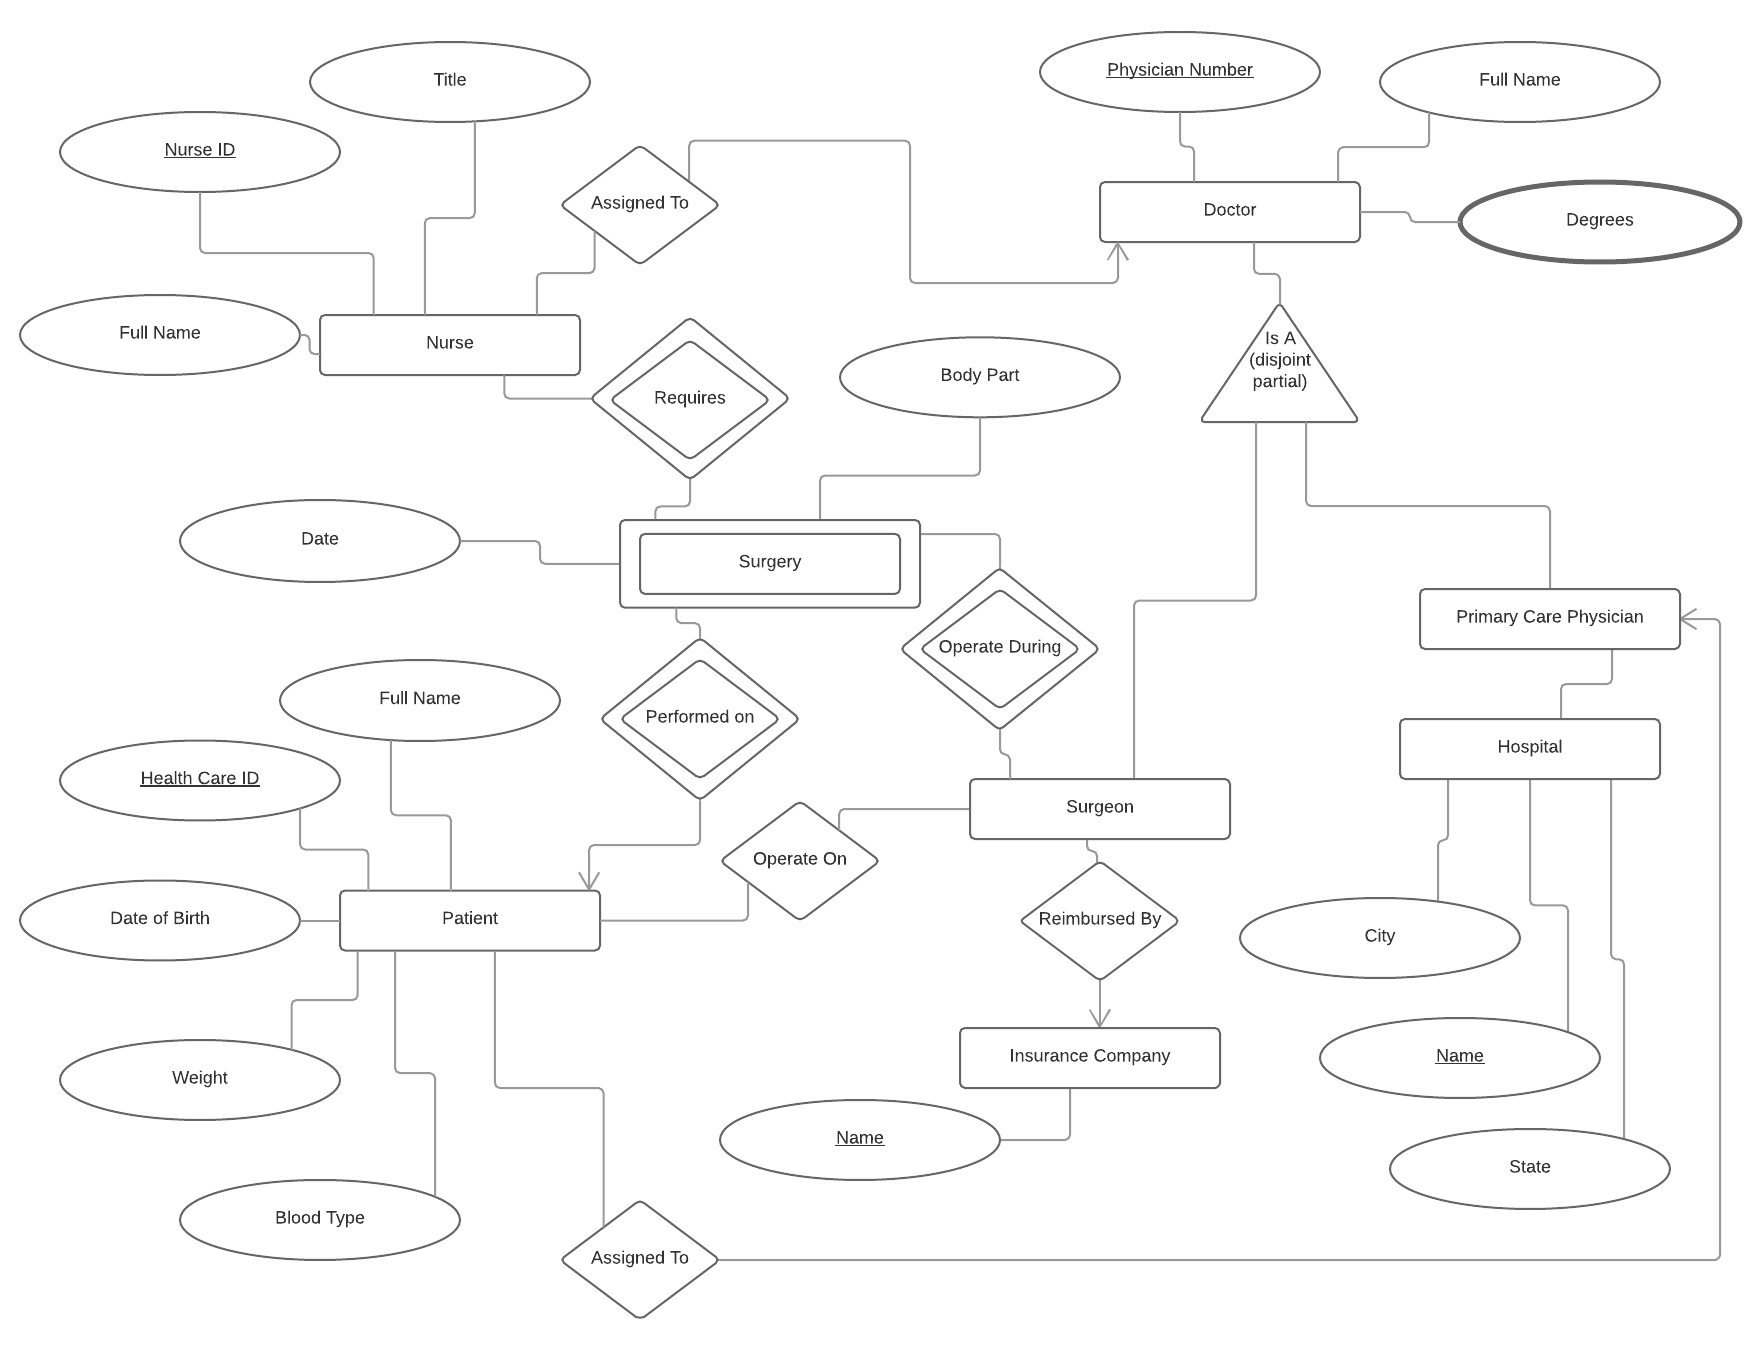 Physician Number
Title
Full Name
Nurse ID
Assigned To
Doctor
Degrees
Full Name
Nurse
Is A
(disjoint
partial)
Requires
Body Part
Date
Surgery
Primary Care Physician
Operate During
Full Name
Performed on
Hospital
Health Care ID
Surgeon
Operate On
Date of Birth
Patient
Reimbursed By
City
Insurance Company
Name
Weight
Name
State
Blood Type
Assigned To